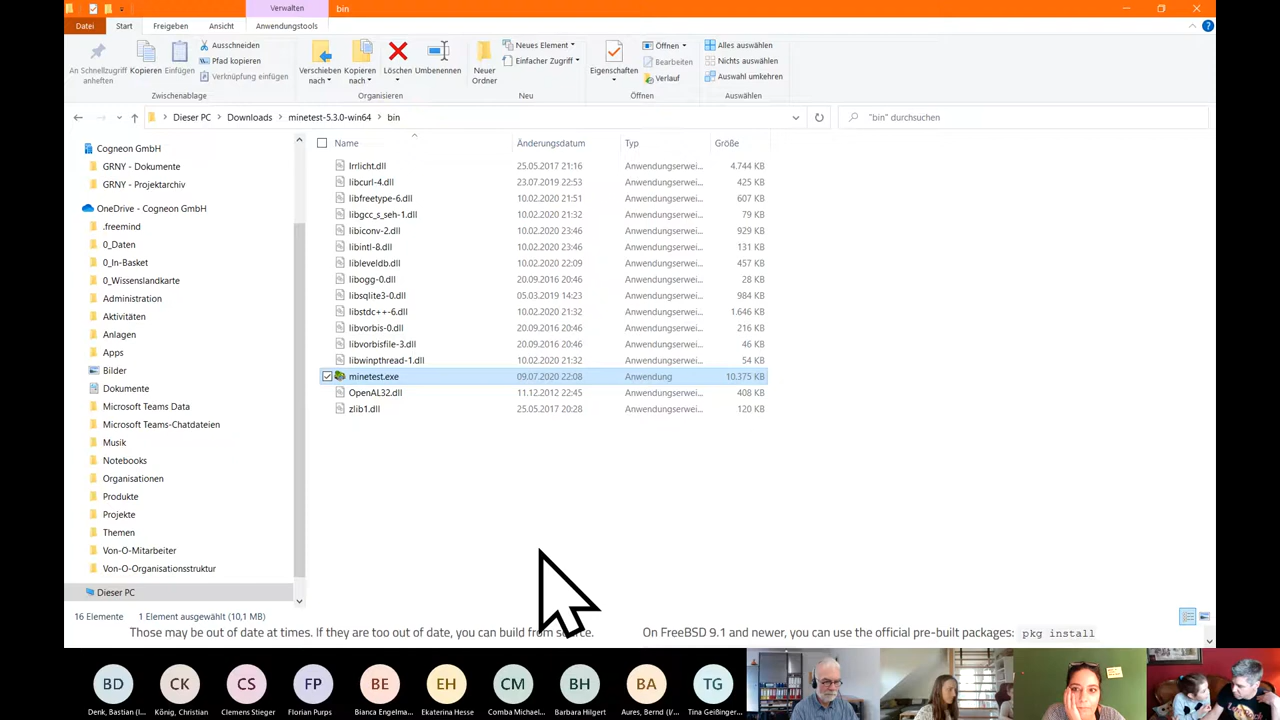 Verwalten
bin
Datei
Start
Freigeben
Ansicht
Anwendungstools
An Schnellzugriff anheften
Kopieren
Einfügen
Ausschneiden
Pfad kopieren
Verknüpfung einfügen
Zwischenablage
Verschieben nach
Kopieren nach
Löschen
Umbenennen
Organisieren
Neuer Ordner
Neues Element
Einfacher Zugriff
Neu
Eigenschaften
Öffnen
Bearbeiten
Verlauf
Öffnen
Alles auswählen
Nichts auswählen
Auswahl umkehren
Auswählen
Dieser PC
Downloads
minetest-5.3.0-win64
bin
"bin" durchsuchen
Cogneon GmbH
GRNY - Dokumente
GRNY - Projektarchiv
OneDrive - Cogneon GmbH
.freemind
0_Daten
0_In-Basket
0_Wissenslandkarte
Administration
Aktivitäten
Anlagen
Apps
Bilder
Dokumente
Microsoft Teams Data
Microsoft Teams-Chatdateien
Musik
Notebooks
Organisationen
Produkte
Projekte
Themen
Von-O-Mitarbeiter
Von-O-Organisationsstruktur
Dieser PC
Name Änderungsdatum Typ Größe
Irrlicht.dll 25.05.2017 21:16 Anwendungserwei... 4.744 KB
libcurl-4.dll 23.07.2019 22:53 Anwendungserwei... 425 KB
libfreetype-6.dll 10.02.2020 21:51 Anwendungserwei... 607 KB
libgcc_s_seh-1.dll 10.02.2020 21:32 Anwendungserwei... 79 KB
libiconv-2.dll 10.02.2020 23:46 Anwendungserwei... 929 KB
libintl-8.dll 10.02.2020 23:46 Anwendungserwei... 131 KB
libleveldb.dll 10.02.2020 22:09 Anwendungserwei... 457 KB
libogg-0.dll 20.09.2016 20:46 Anwendungserwei... 28 KB
libsqlite3-0.dll 05.03.2019 14:23 Anwendungserwei... 984 KB
libstdc++-6.dll 10.02.2020 21:32 Anwendungserwei... 1.646 KB
libvorbis-0.dll 20.09.2016 20:46 Anwendungserwei... 216 KB
libvorbisfile-3.dll 20.09.2016 20:46 Anwendungserwei... 46 KB
libwinpthread-1.dll 10.02.2020 21:32 Anwendungserwei... 54 KB
minetest.exe 09.07.2020 22:08 Anwendung 10.375 KB
OpenAL32.dll 11.12.2012 22:45 Anwendungserwei... 408 KB
zlib1.dll 25.05.2017 20:28 Anwendungserwei... 120 KB
16 Elemente 1 Element ausgewählt (10,1 MB)
Those may be out of date at times. If they are too out of date, you can build from source.
On FreeBSD 9.1 and newer, you can use the official pre-built packages: pkg install
BD CK CS FP BE EH CM BH BA TG
Denk, Bastian (I... König, Christian Clemens Stieger Florian Purps Bianca Engelma... Ekaterina Hesse Comba Michael... Barbara Hilgert Aures, Bernd (I/... Tina Geißinger...